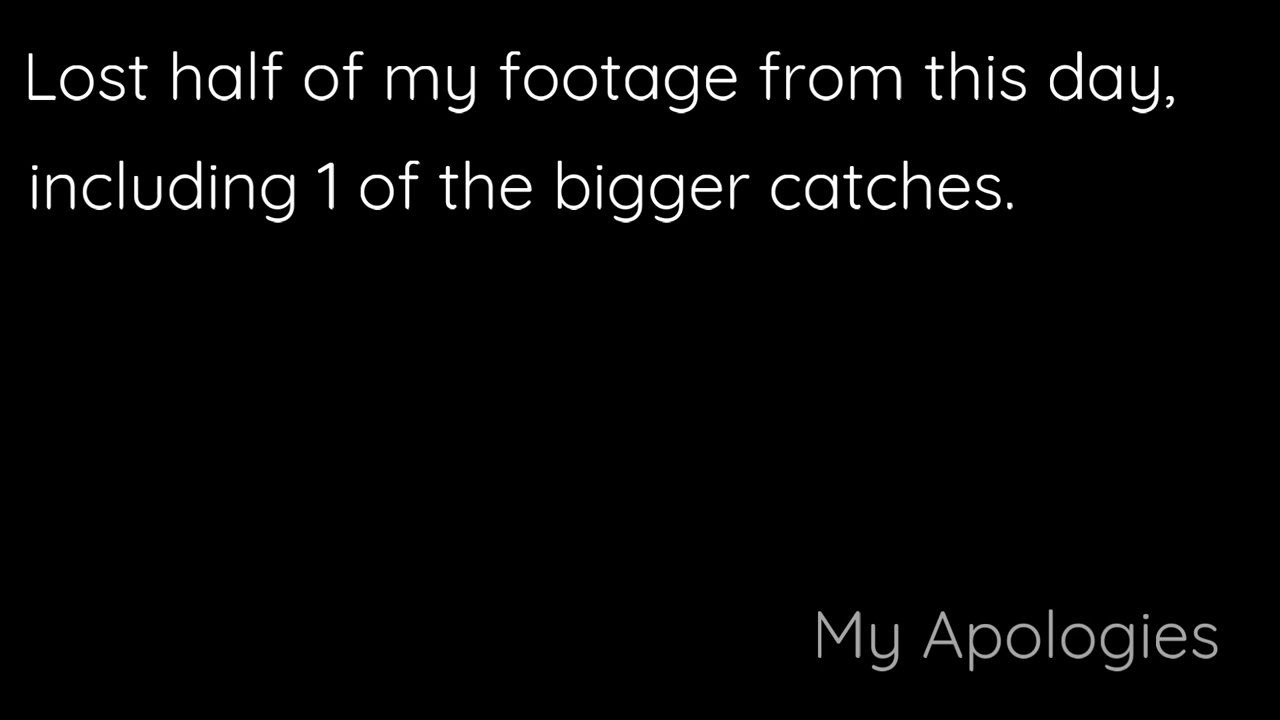 Lost half of my footage from this day,
including 1 of the bigger catches.
My Apologies